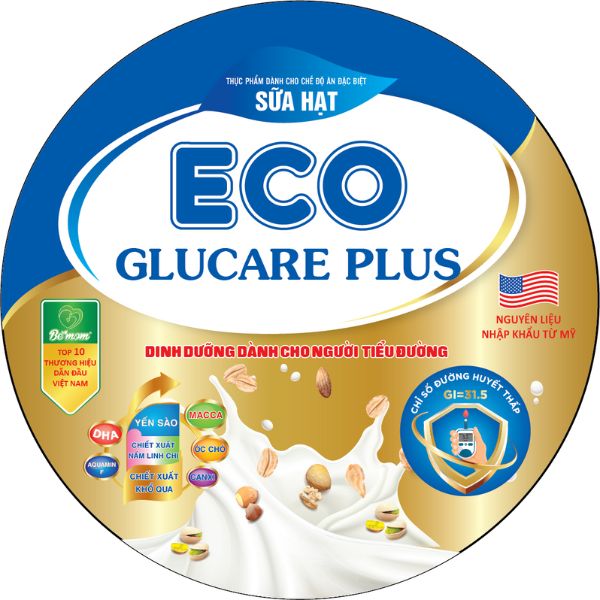 THỰC PHẨM DÀNH CHO CHẾ ĐỘ ĂN ĐẶC BIỆT
SỮA HẠT
ECO
GLUCARE PLUS
NGUYÊN LIỆU
NHẬP KHẨU TỪ MỸ
Bé mom
TOP 10
THƯƠNG HIỆU
DẪN ĐẦU
VIỆT NAM
DINH DƯỠNG DÀNH CHO NGƯỜI TIỂU ĐƯỜNG
CHỈ SỐ ĐƯỜNG HUYẾT THẤP
GI=31.5
YẾN SÀO
CHIẾT XUẤT
NẤM LINH CHI
CHIẾT XUẤT
KHỔ QUA
DHA
AQUAMIN
F
MACCA
ÓC CHÓ
CANXI